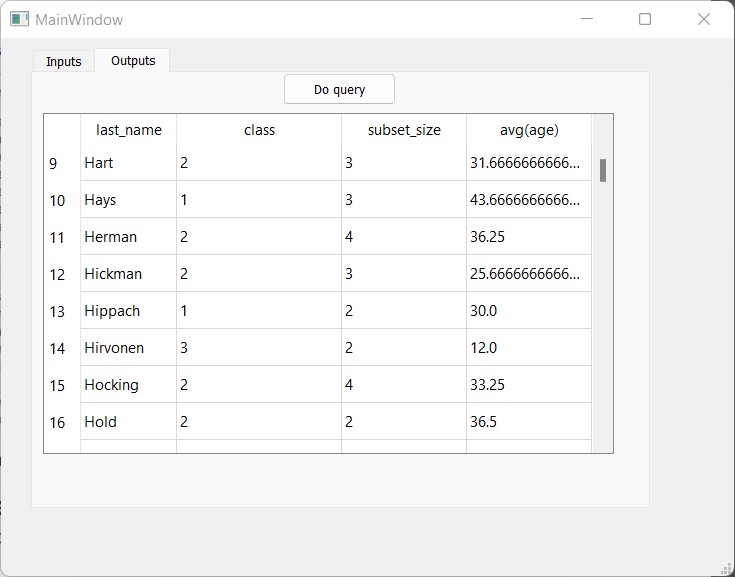 MainWindow
Inputs Outputs
Do query
last_name class subset_size avg(age)
9 Hart 2 3 31.6666666666...
10 Hays 1 3 43.6666666666...
11 Herman 2 4 36.25
12 Hickman 2 3 25.6666666666...
13 Hippach 1 2 30.0
14 Hirvonen 3 2 12.0
15 Hocking 2 4 33.25
16 Hold 2 2 36.5